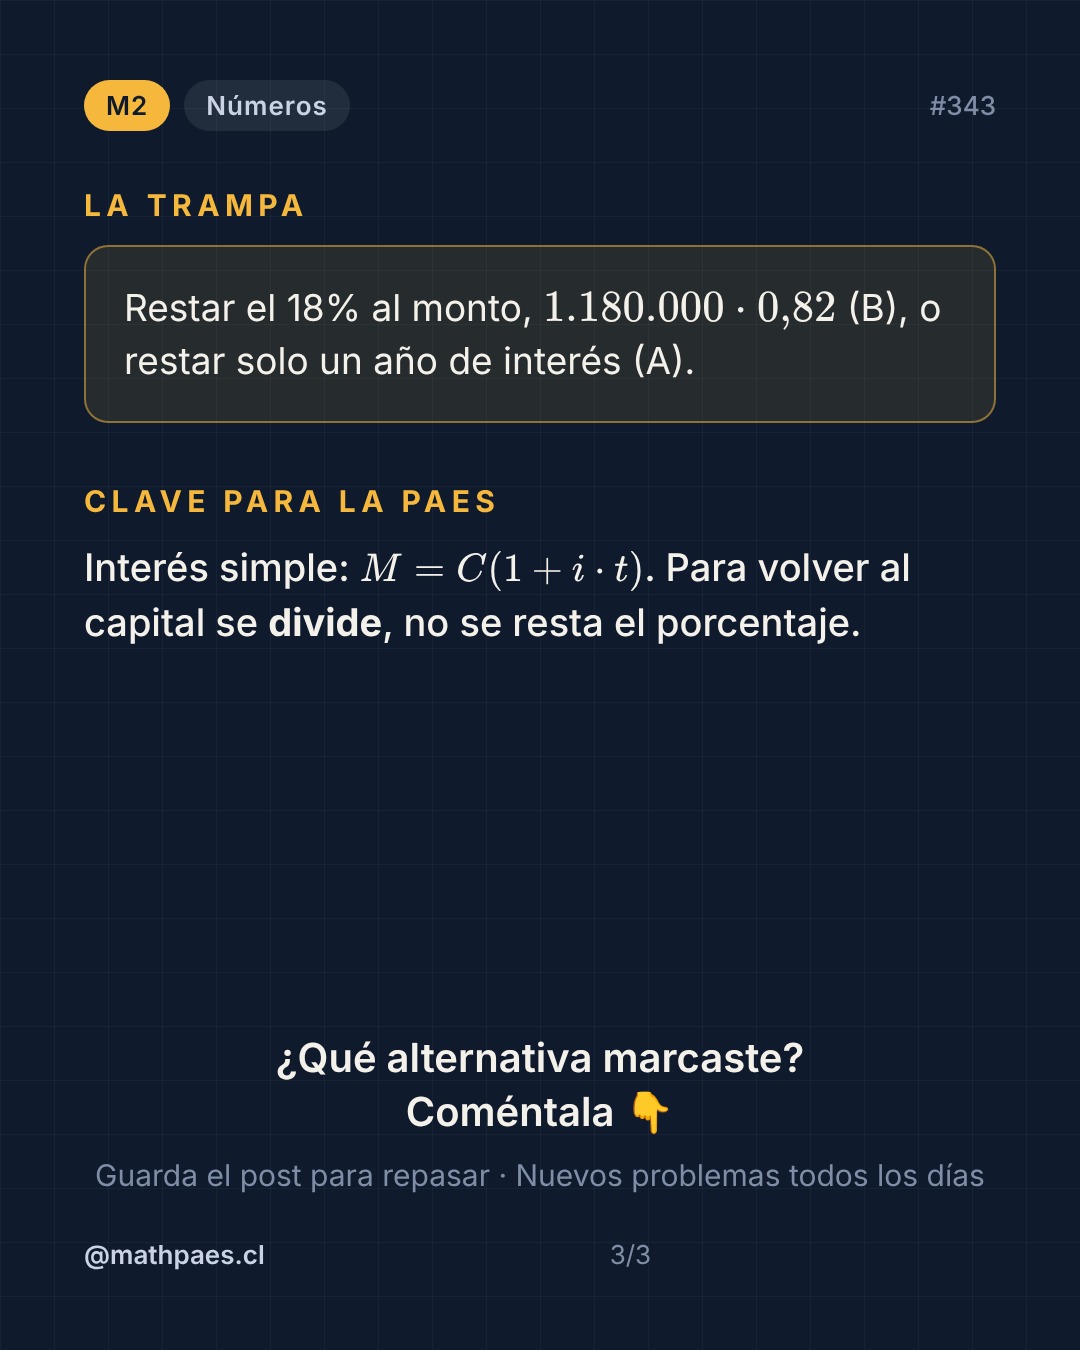 M2 Números #343
LA TRAMPA
Restar el 18% al monto, 1.180.000 · 0,82 (B), o
restar solo un año de interés (A).
CLAVE PARA LA PAES
Interés simple: M = C(1 + i · t). Para volver al
capital se divide, no se resta el porcentaje.
¿Qué alternativa marcaste?
Coméntala 👇
Guarda el post para repasar · Nuevos problemas todos los días
@mathpaes.cl 3/3